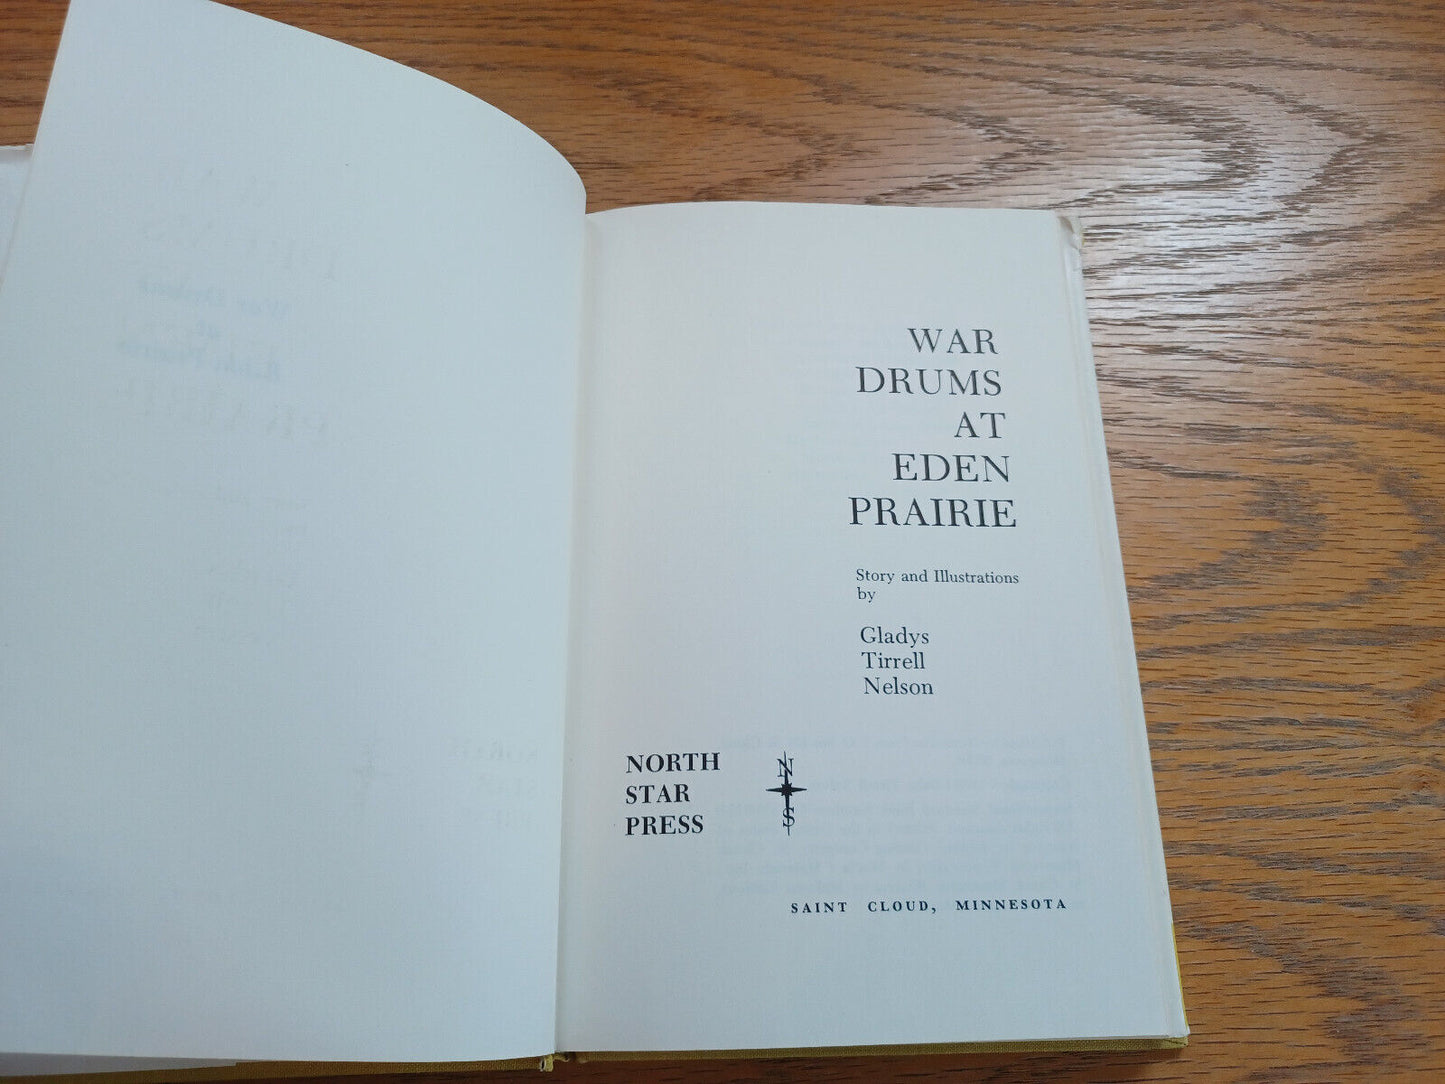 WAR
DRUMS
AT
EDEN
PRAIRIE
Story and Illustrations
by
Gladys
Tirrell
Nelson
NORTH
STAR
PRESS
N
S
SAINT CLOUD, MINNESOTA